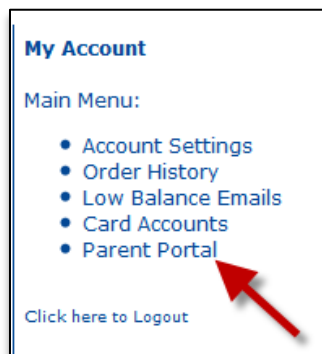 My Account
Main Menu:
Account Settings
Order History
Low Balance Emails
Card Accounts
Parent Portal
Click here to Logout